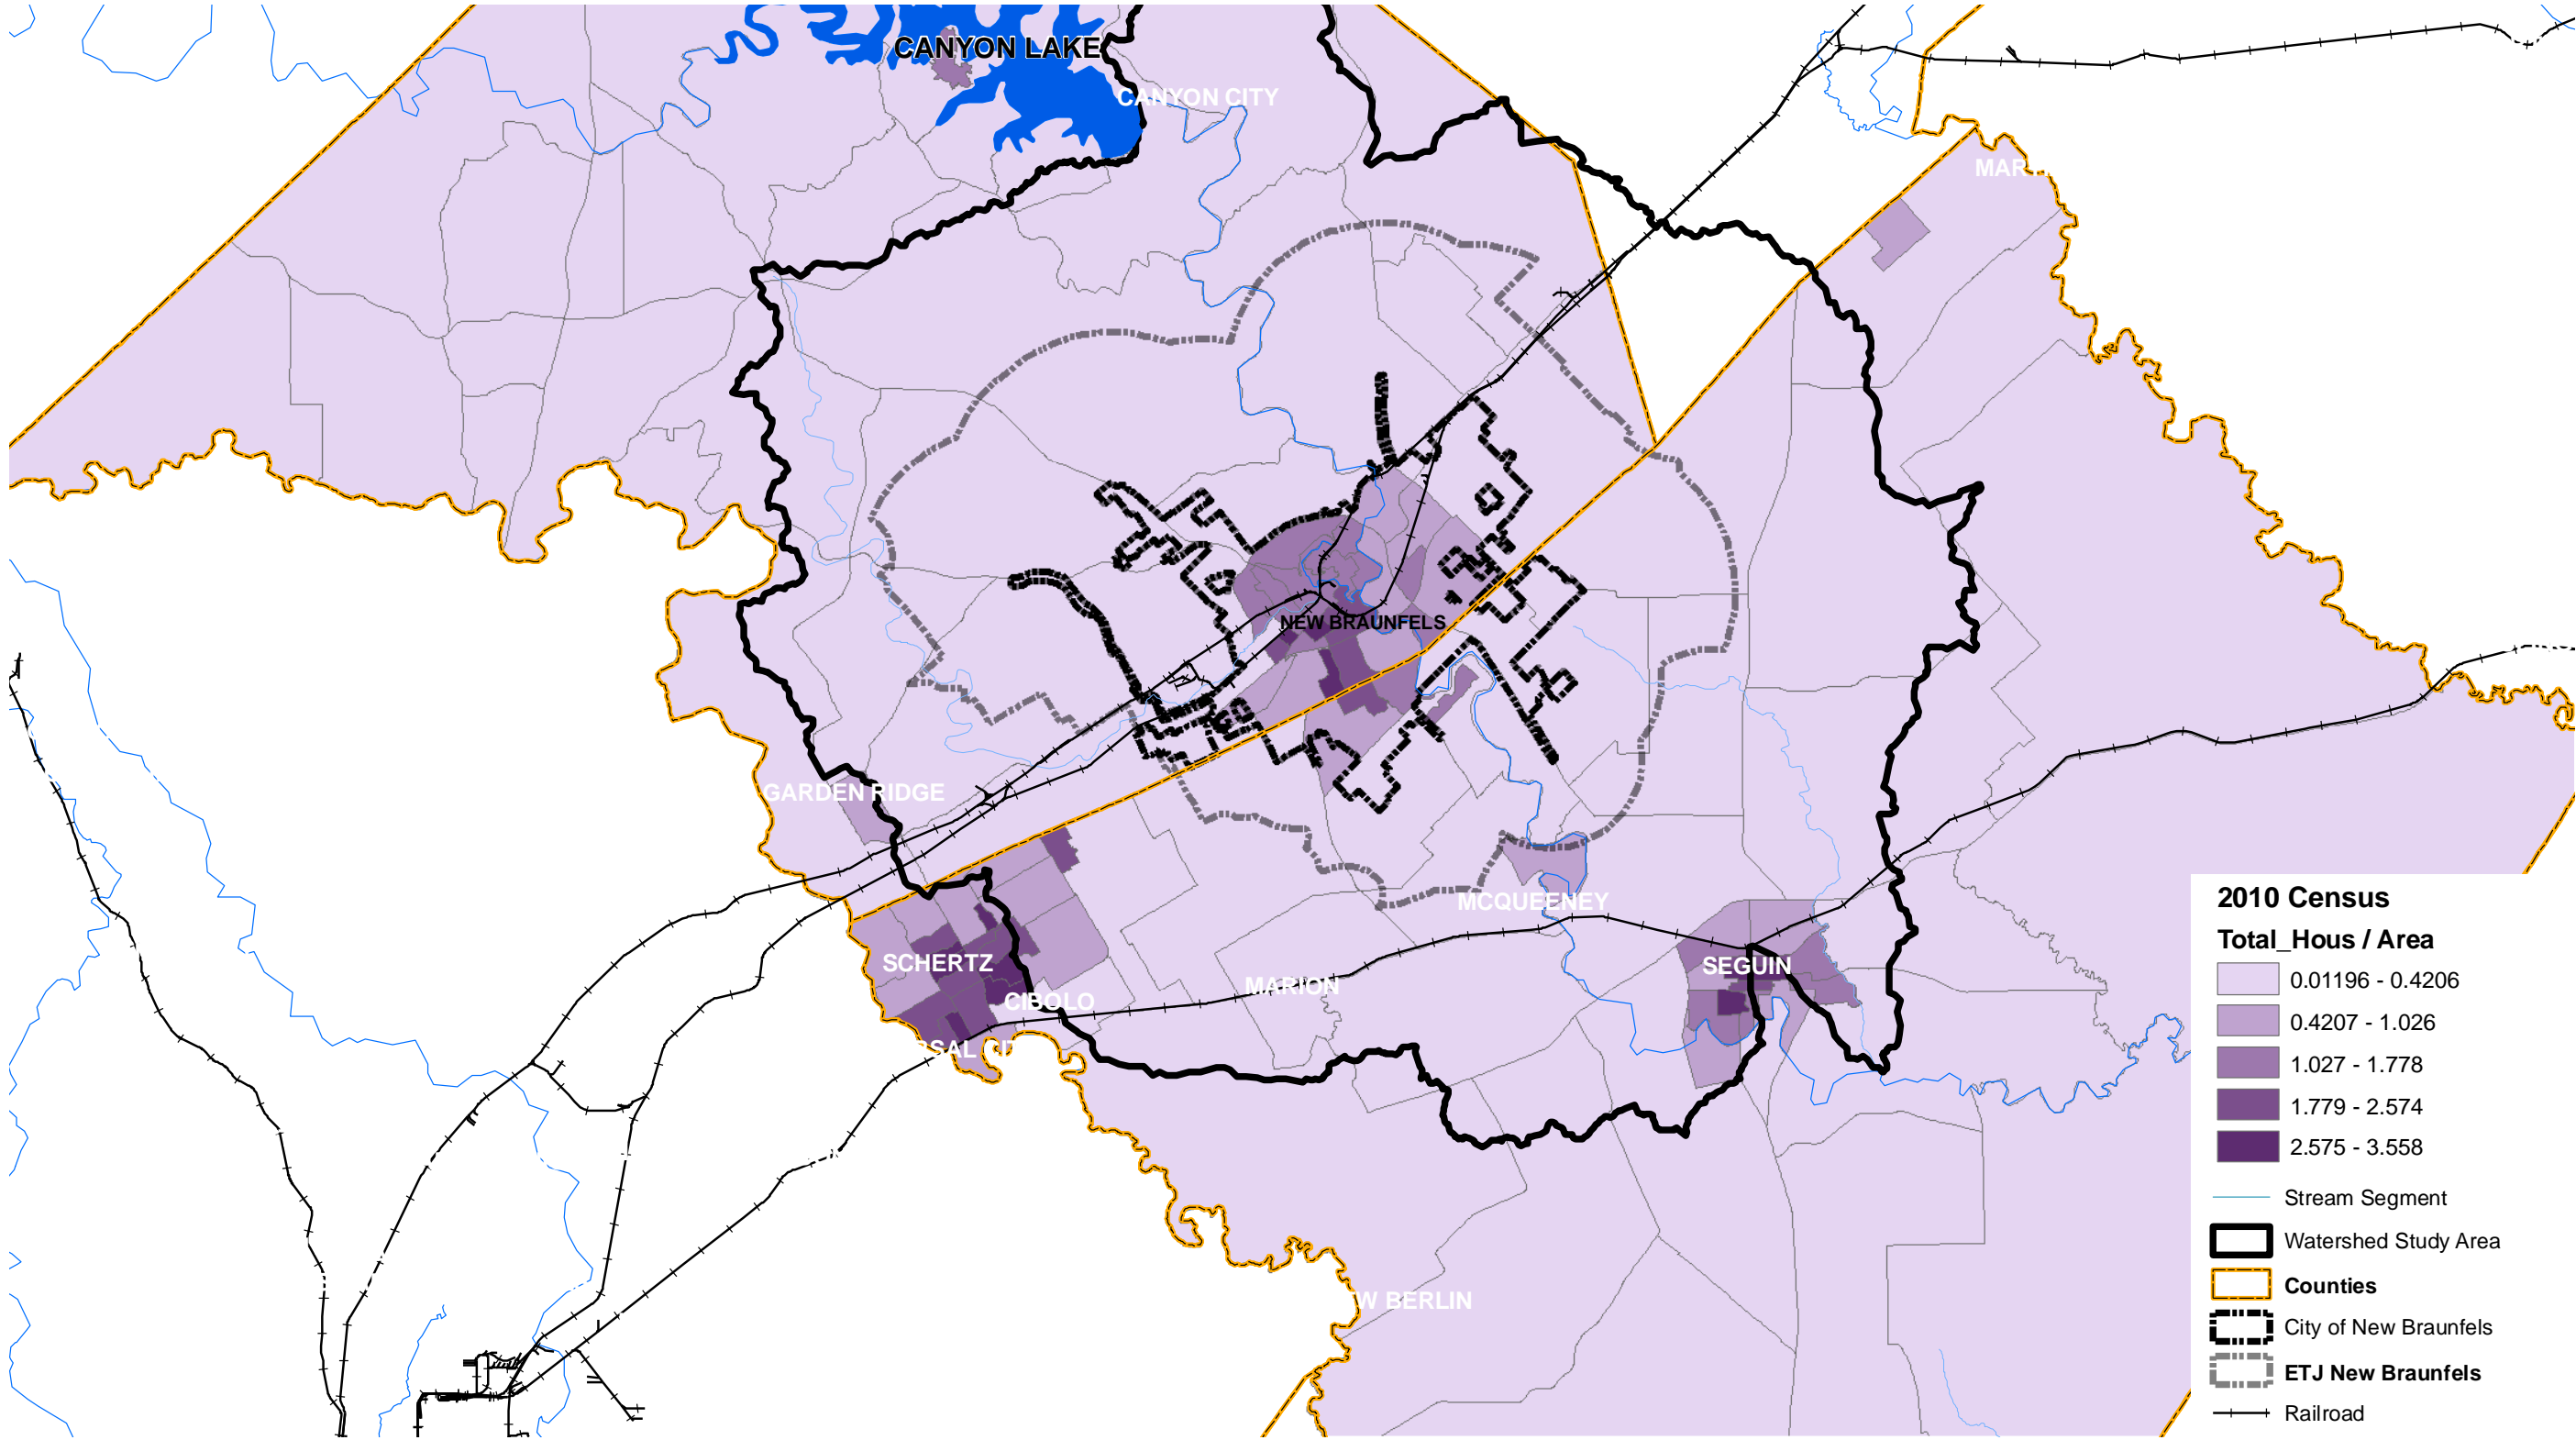 CANYON LAKE
CANYON CITY
GARDEN RIDGE
NEW BRAUNFELS
MCQUEENEY
SCHERTZ
CIBOLO
MARION
SEGUIN
BERLIN
2010 Census
Total_Hous / Area
0.01196 - 0.4206
0.4207 - 1.026
1.027 - 1.778
1.779 - 2.574
2.575 - 3.558
Stream Segment
Watershed Study Area
Counties
City of New Braunfels
ETJ New Braunfels
Railroad